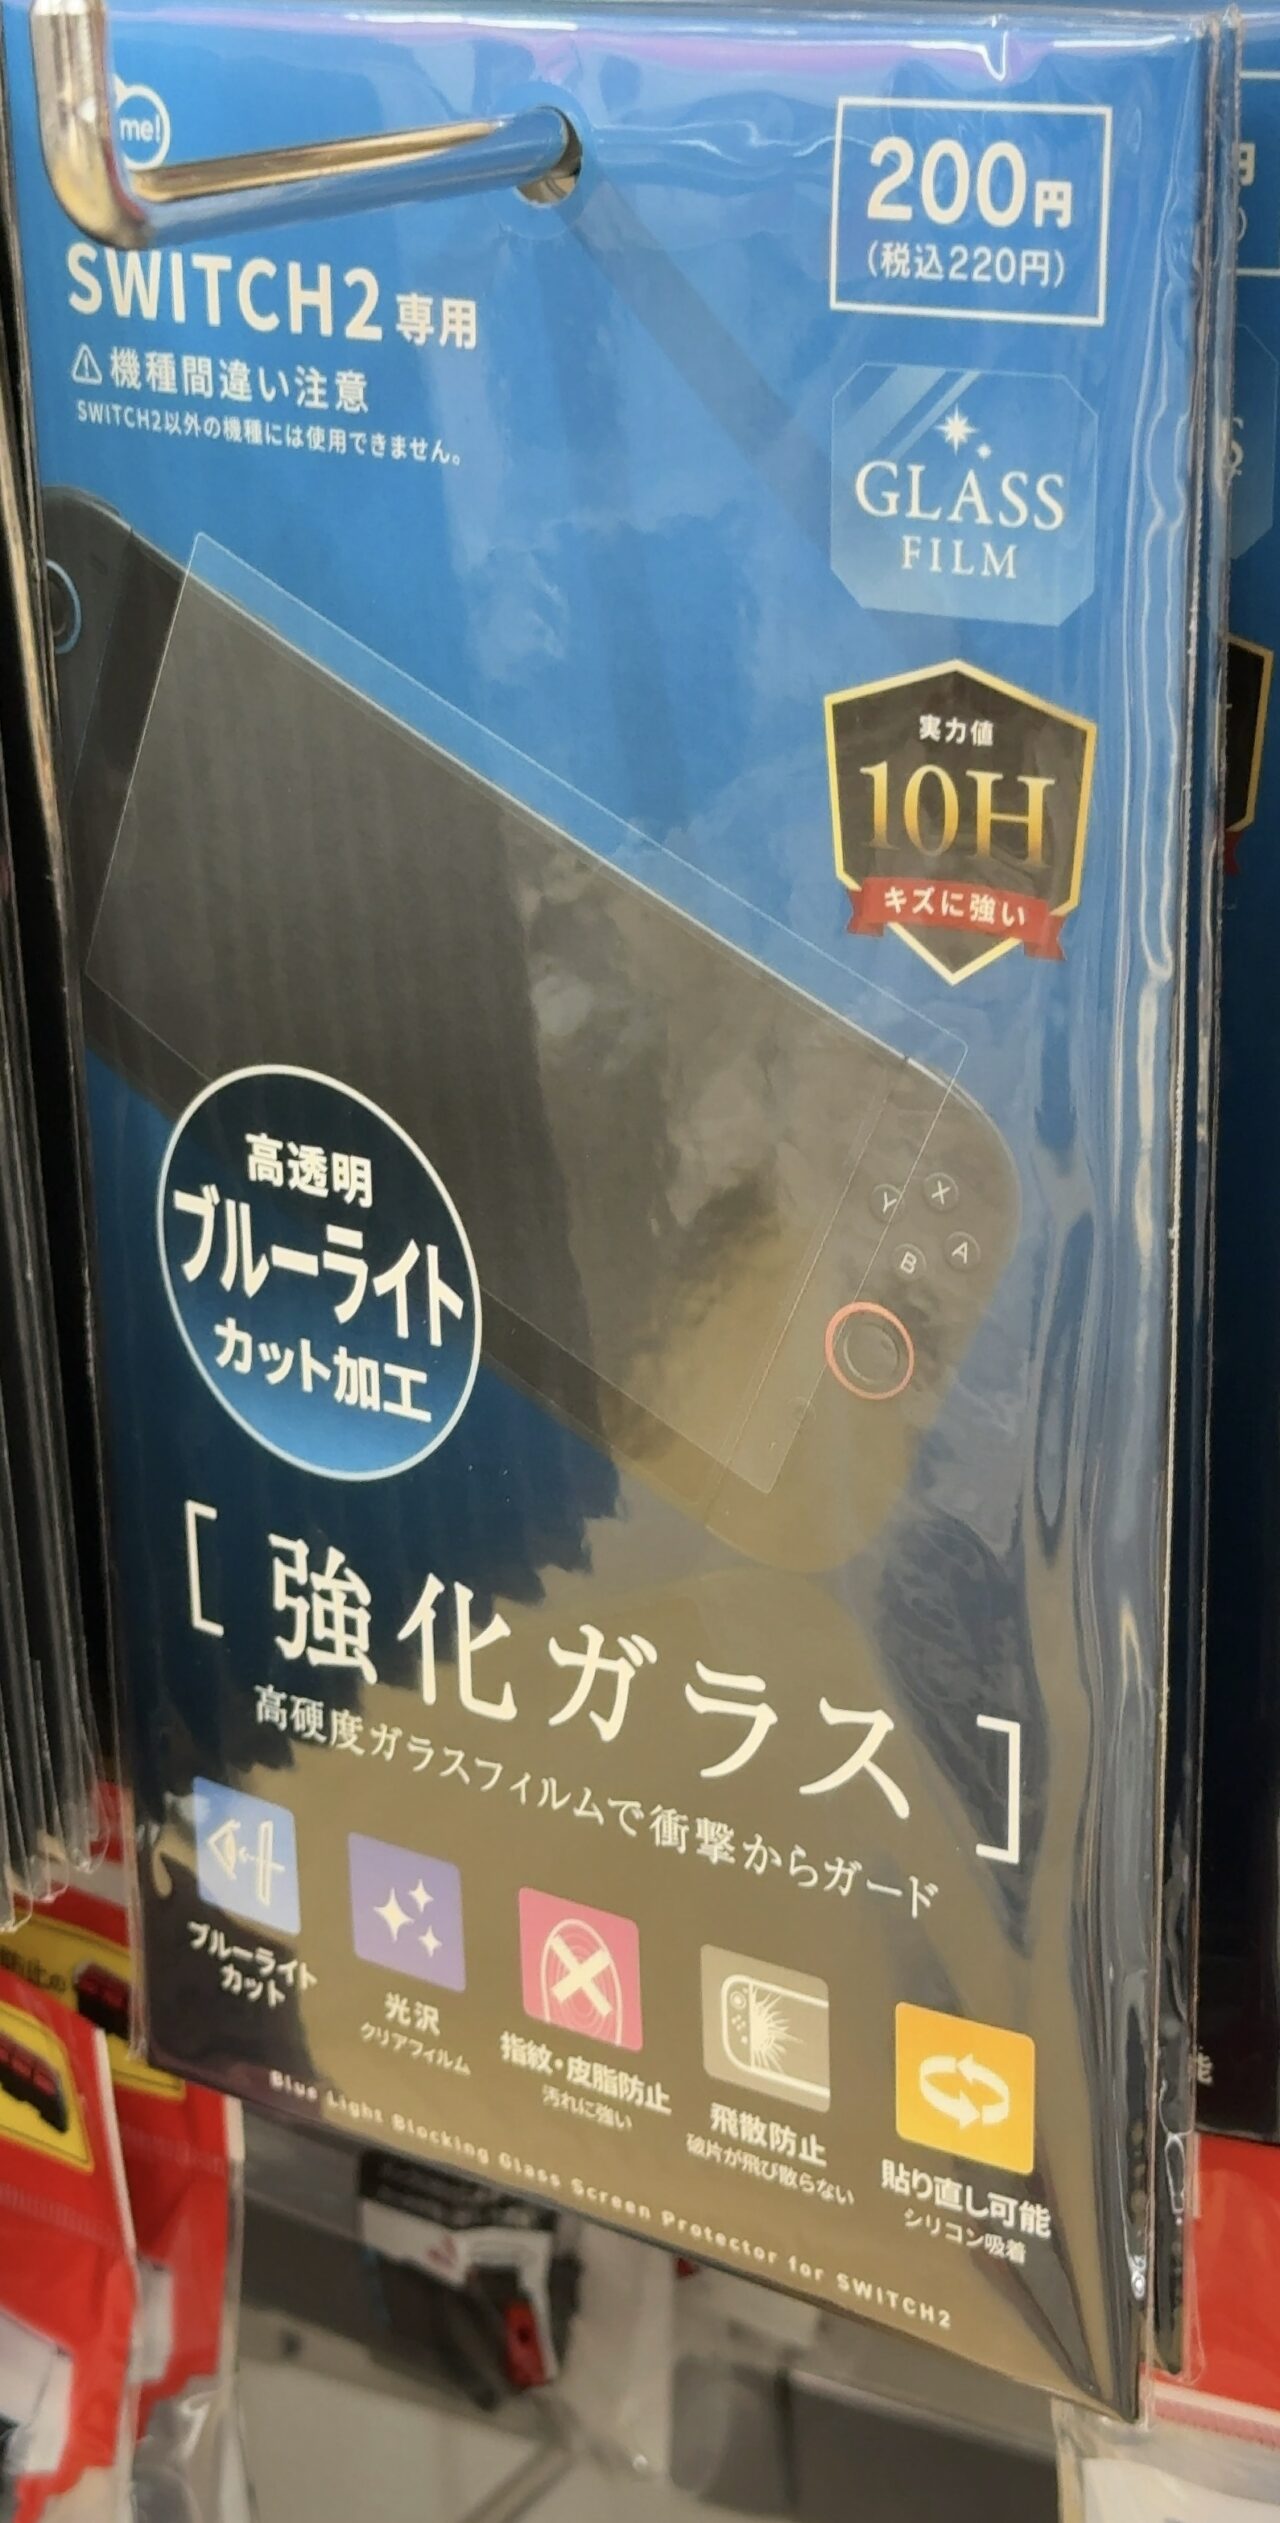 me!
200円
(税込220円)
SWITCH2専用
⚠機種間違い注意
SWITCH2以外の機種には使用できません。
GLASS
FILM
実力値
10H
キズに強い
Y
X
B
A
高透明
ブルーライト
カット加工
[強化ガラス]
高硬度ガラスフィルムで衝撃からガード
ブルーライト
カット
光沢
クリアフィルム
指紋・皮脂防止
汚れに強い
飛散防止
破片が飛び散らない
貼り直し可能
シリコン吸着
Blue Light Blocking Glass Screen Protector for SWITCH2